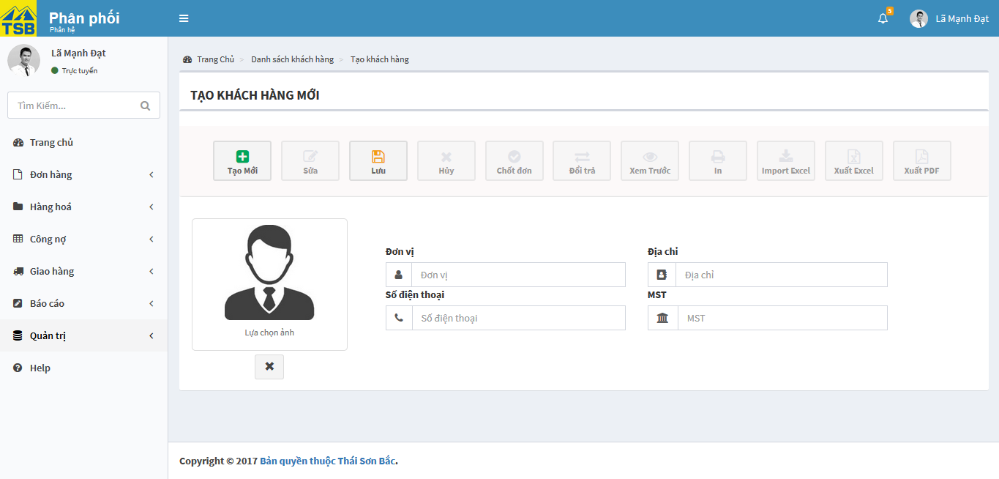 TSB
Phân phối
Phân hệ
5
Lã Mạnh Đạt
Lã Mạnh Đạt
Trực tuyến
Tìm Kiếm...
Trang chủ
Đơn hàng
Hàng hoá
Công nợ
Giao hàng
Báo cáo
Quản trị
Help
Trang Chủ > Danh sách khách hàng > Tạo khách hàng
TẠO KHÁCH HÀNG MỚI
Tạo Mới Sửa Lưu Hủy Chốt đơn Đổi trả Xem Trước In Import Excel Xuất Excel Xuất PDF
Lựa chọn ảnh
Đơn vị
Đơn vị
Địa chỉ
Địa chỉ
Số điện thoại
Số điện thoại
MST
MST
Copyright © 2017 Bản quyền thuộc Thái Sơn Bắc.